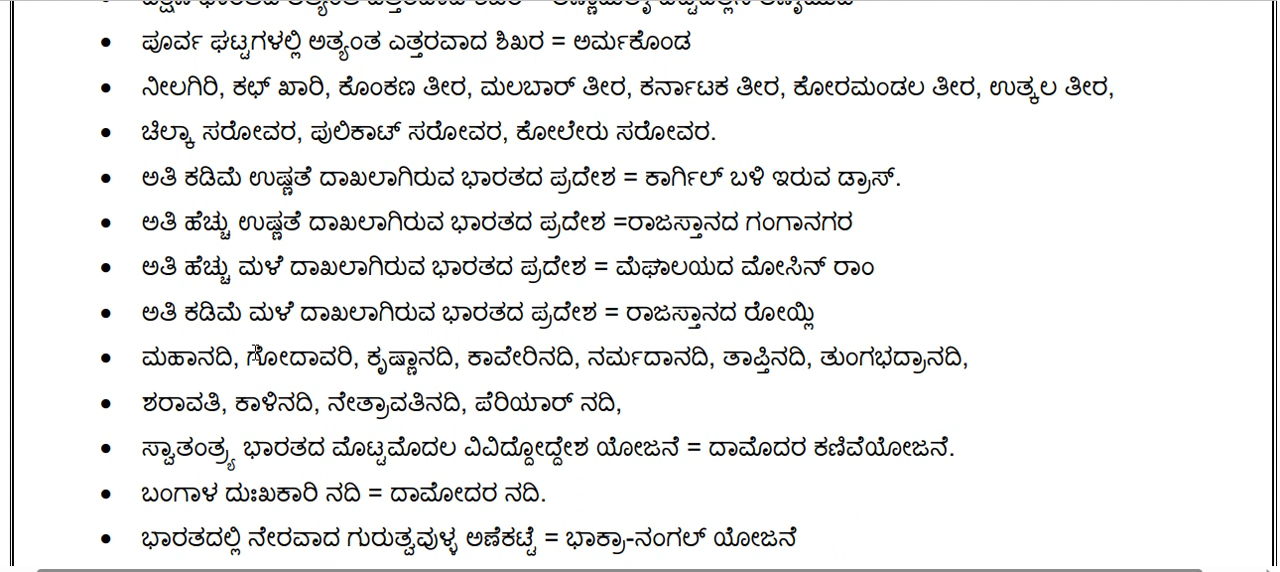 • ಪೂರ್ವ ಘಟ್ಟಗಳಲ್ಲಿ ಅತ್ಯಂತ ಎತ್ತರವಾದ ಶಿಖರ = ಅರ್ಮಕೊಂಡ
• ನೀಲಗಿರಿ, ಕಛ್ ಖಾರಿ, ಕೊಂಕಣ ತೀರ, ಮಲಬಾರ್ ತೀರ, ಕರ್ನಾಟಕ ತೀರ, ಕೋರಮಂಡಲ ತೀರ, ಉತ್ಕಲ ತೀರ,
• ಚಿಲ್ಕಾ ಸರೋವರ, ಪುಲಿಕಾಟ್ ಸರೋವರ, ಕೋಲೇರು ಸರೋವರ.
• ಅತಿ ಕಡಿಮೆ ಉಷ್ಣತೆ ದಾಖಲಾಗಿರುವ ಭಾರತದ ಪ್ರದೇಶ = ಕಾರ್ಗಿಲ್ ಬಳಿ ಇರುವ ಡ್ರಾಸ್.
• ಅತಿ ಹೆಚ್ಚು ಉಷ್ಣತೆ ದಾಖಲಾಗಿರುವ ಭಾರತದ ಪ್ರದೇಶ =ರಾಜಸ್ತಾನದ ಗಂಗಾನಗರ
• ಅತಿ ಹೆಚ್ಚು ಮಳೆ ದಾಖಲಾಗಿರುವ ಭಾರತದ ಪ್ರದೇಶ = ಮೆಘಾಲಯದ ಮೋಸಿನ್ ರಾಂ
• ಅತಿ ಕಡಿಮೆ ಮಳೆ ದಾಖಲಾಗಿರುವ ಭಾರತದ ಪ್ರದೇಶ = ರಾಜಸ್ತಾನದ ರೋಯ್ಲಿ
• ಮಹಾನದಿ, ಗೋದಾವರಿ, ಕೃಷ್ಣಾನದಿ, ಕಾವೇರಿನದಿ, ನರ್ಮದಾನದಿ, ತಾಪ್ತಿನದಿ, ತುಂಗಭದ್ರಾನದಿ,
• ಶರಾವತಿ, ಕಾಳಿನದಿ, ನೇತ್ರಾವತಿನದಿ, ಪೆರಿಯಾರ್ ನದಿ,
• ಸ್ವಾತಂತ್ರ್ಯ ಭಾರತದ ಮೊಟ್ಟಮೊದಲ ವಿವಿದ್ದೋದ್ದೇಶ ಯೋಜನೆ = ದಾಮೊದರ ಕಣಿವೆಯೋಜನೆ.
• ಬಂಗಾಳ ದುಃಖಕಾರಿ ನದಿ = ದಾಮೋದರ ನದಿ.
• ಭಾರತದಲ್ಲಿ ನೇರವಾದ ಗುರುತ್ವವುಳ್ಳ ಅಣೆಕಟ್ಟೆ = ಭಾಕ್ರಾ-ನಂಗಲ್ ಯೋಜನೆ